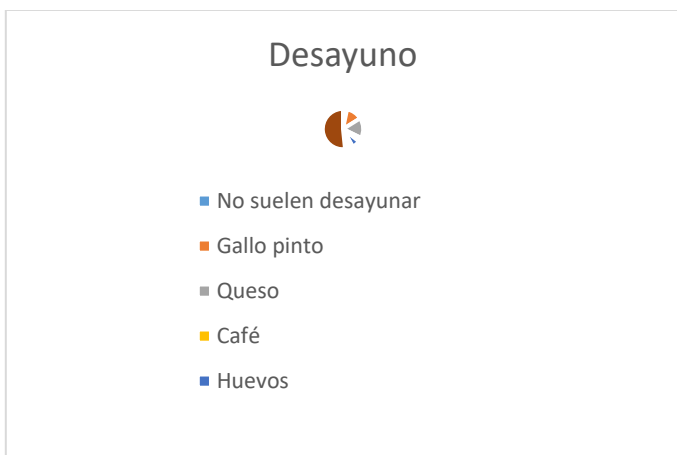 Desayuno
No suelen desayunar
Gallo pinto
Queso
Café
Huevos